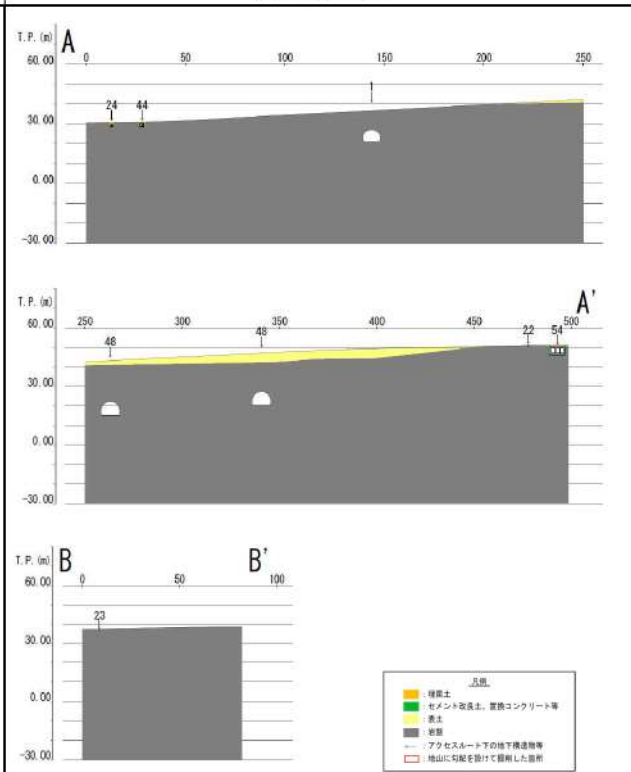 T.P.(m) A
0 50 100 150 200 250
60.00
24 44 1
30.00
0.00
-30.00
T.P.(m) A'
250 300 350 400 450 500
60.00
48 48 22 54
30.00
0.00
-30.00
T.P.(m) B B'
0 50 100
60.00
23
30.00
0.00
-30.00
凡例
：埋戻土
：セメント改良土，置換コンクリート等
：表土
：岩盤
：アクセスルート下の地下構造物等
：地山に勾配を設けて掘削した箇所